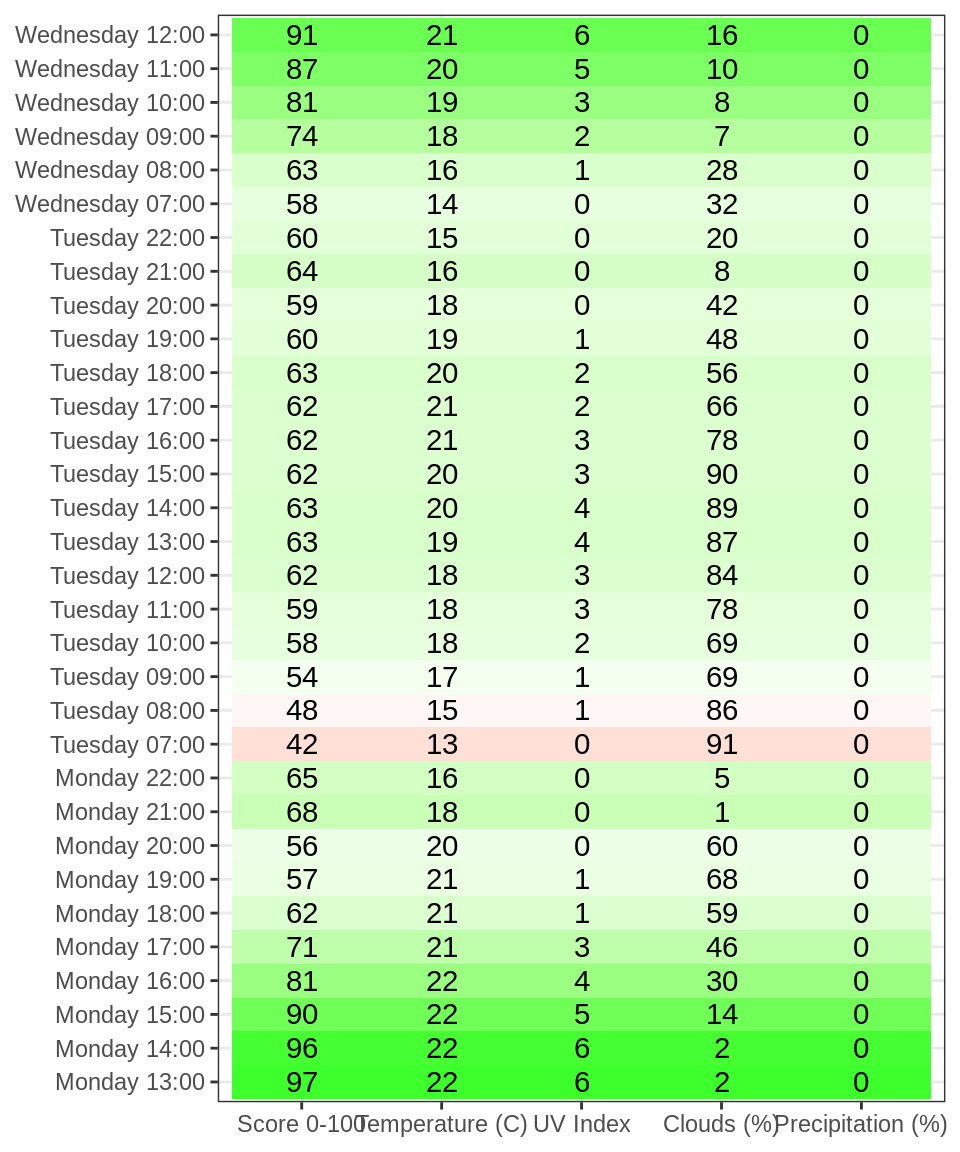 Wednesday 12:00 91 21 6 16 0
Wednesday 11:00 87 20 5 10 0
Wednesday 10:00 81 19 3 8 0
Wednesday 09:00 74 18 2 7 0
Wednesday 08:00 63 16 1 28 0
Wednesday 07:00 58 14 0 32 0
Tuesday 22:00 60 15 0 20 0
Tuesday 21:00 64 16 0 8 0
Tuesday 20:00 59 18 0 42 0
Tuesday 19:00 60 19 1 48 0
Tuesday 18:00 63 20 2 56 0
Tuesday 17:00 62 21 2 66 0
Tuesday 16:00 62 21 3 78 0
Tuesday 15:00 62 20 3 90 0
Tuesday 14:00 63 20 4 89 0
Tuesday 13:00 63 19 4 87 0
Tuesday 12:00 62 18 3 84 0
Tuesday 11:00 59 18 3 78 0
Tuesday 10:00 58 18 2 69 0
Tuesday 09:00 54 17 1 69 0
Tuesday 08:00 48 15 1 86 0
Tuesday 07:00 42 13 0 91 0
Monday 22:00 65 16 0 5 0
Monday 21:00 68 18 0 1 0
Monday 20:00 56 20 0 60 0
Monday 19:00 57 21 1 68 0
Monday 18:00 62 21 1 59 0
Monday 17:00 71 21 3 46 0
Monday 16:00 81 22 4 30 0
Monday 15:00 90 22 5 14 0
Monday 14:00 96 22 6 2 0
Monday 13:00 97 22 6 2 0
Score 0-100 Temperature (C) UV Index Clouds (%) Precipitation (%)